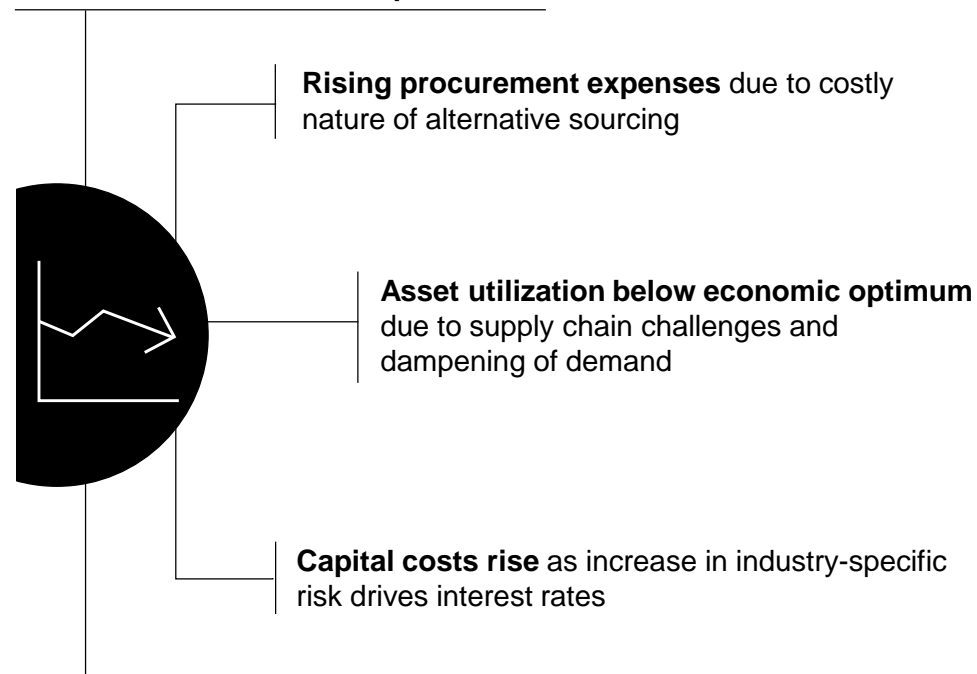 Rising procurement expenses due to costly
nature of alternative sourcing
Asset utilization below economic optimum
due to supply chain challenges and
dampening of demand
Capital costs rise as increase in industry-specific
risk drives interest rates